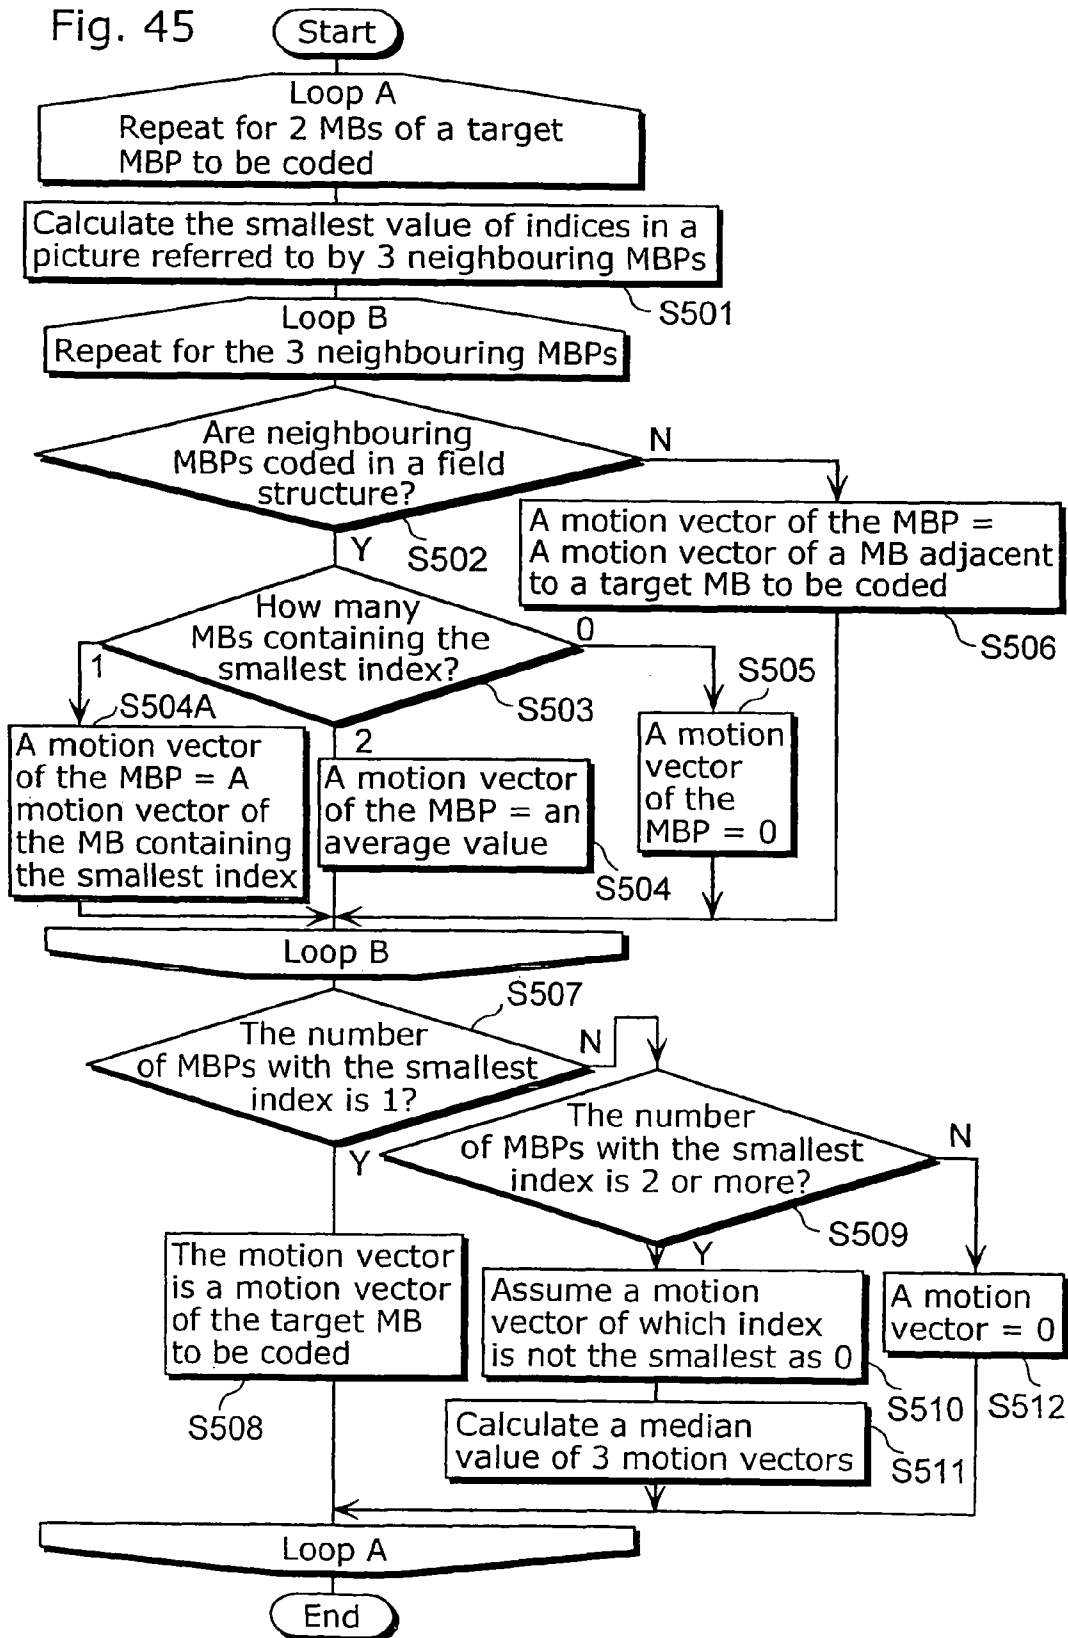 Fig. 45
Start
Loop A
Repeat for 2 MBs of a target
MBP to be coded
Calculate the smallest value of indices in a
picture referred to by 3 neighbouring MBPs
S501
Loop B
Repeat for the 3 neighbouring MBPs
Are neighbouring
MBPs coded in a field
structure?
N
Y
S502
A motion vector of the MBP =
A motion vector of a MB adjacent
to a target MB to be coded
S506
How many
MBs containing the
smallest index?
0
1
2
S503
S505
S504A
A motion vector
of the MBP = A
motion vector of
the MB containing
the smallest index
A motion vector
of the MBP = an
average value
S504
A motion
vector
of the
MBP = 0
Loop B
S507
The number
of MBPs with the smallest
index is 1?
N
Y
The number
of MBPs with the smallest
index is 2 or more?
N
S509
Y
The motion vector
is a motion vector
of the target MB
to be coded
S508
Assume a motion
vector of which index
is not the smallest as 0
S510
A motion
vector = 0
S512
Calculate a median
value of 3 motion vectors
S511
Loop A
End